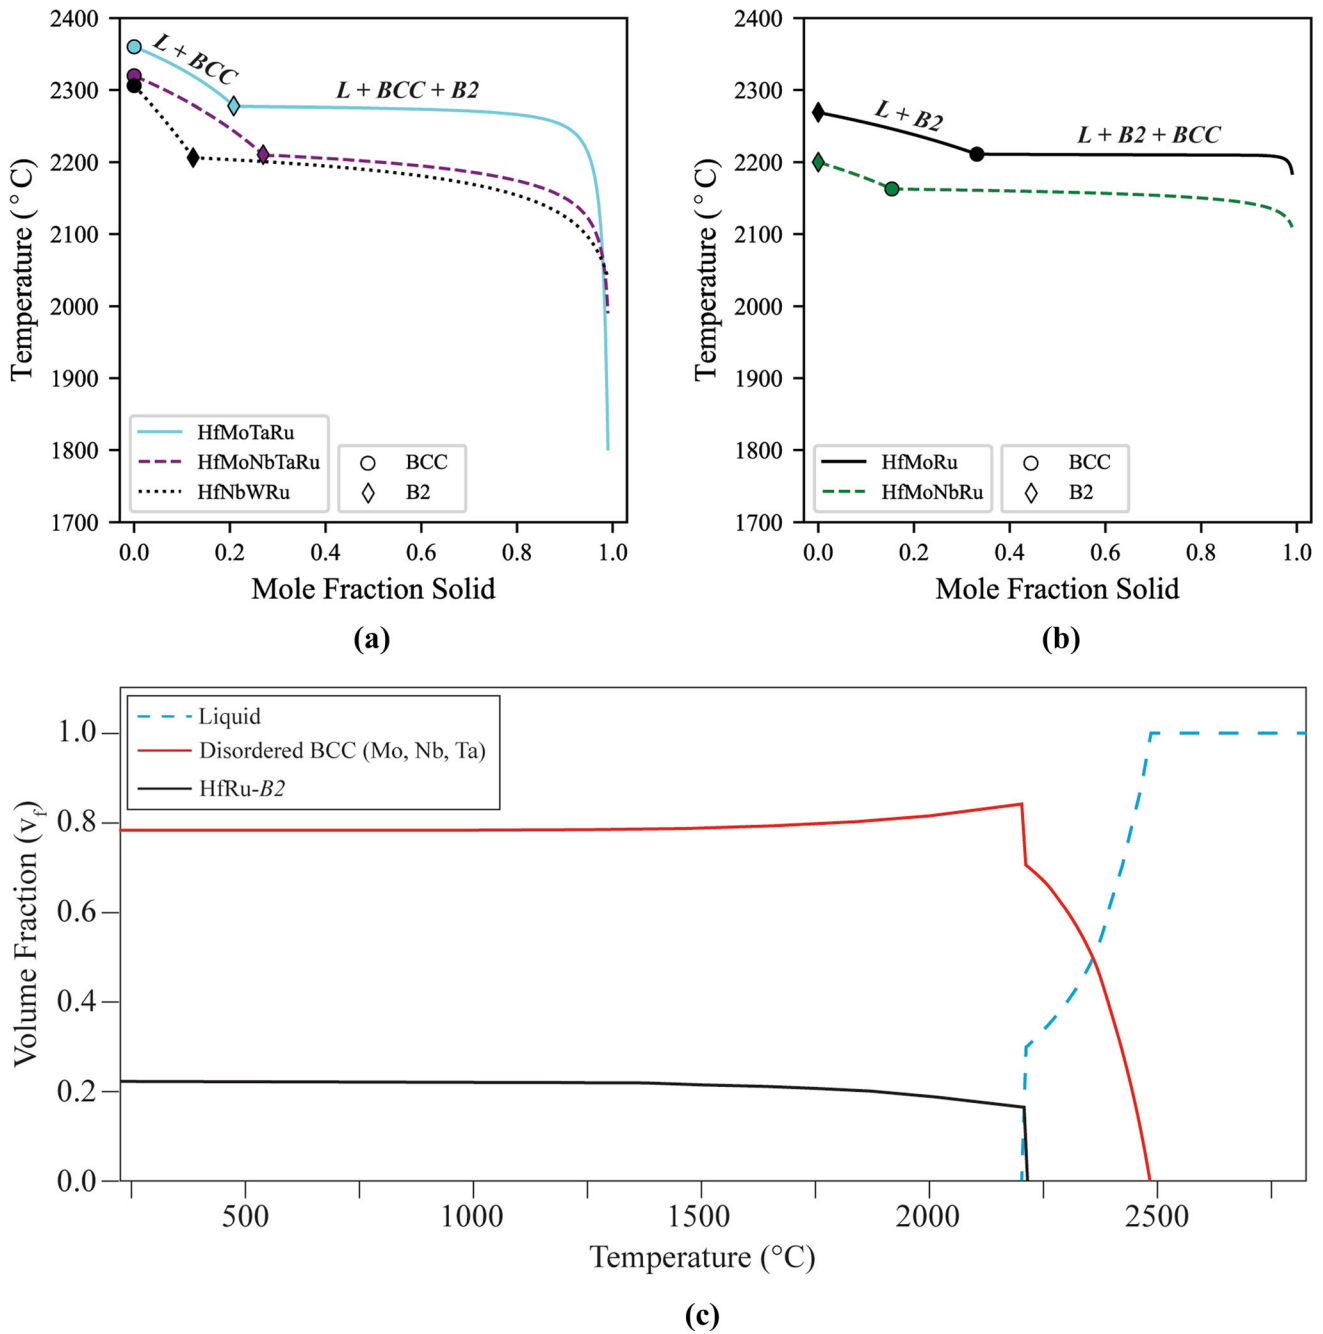 2400
2300
2200
2100
2000
1900
1800
1700
Temperature (° C)
L + BCC
L + BCC + B2
HfMoTaRu
HfMoNbTaRu
HfNbWRu
BCC
B2
0.0 0.2 0.4 0.6 0.8 1.0
Mole Fraction Solid
(a)
2400
2300
2200
2100
2000
1900
1800
1700
Temperature (° C)
L + B2
L + B2 + BCC
HfMoRu
HfMoNbRu
BCC
B2
0.0 0.2 0.4 0.6 0.8 1.0
Mole Fraction Solid
(b)
Liquid
Disordered BCC (Mo, Nb, Ta)
HfRu-B2
1.0
0.8
0.6
0.4
0.2
0.0
Volume Fraction (vf)
500 1000 1500 2000 2500
Temperature (°C)
(c)